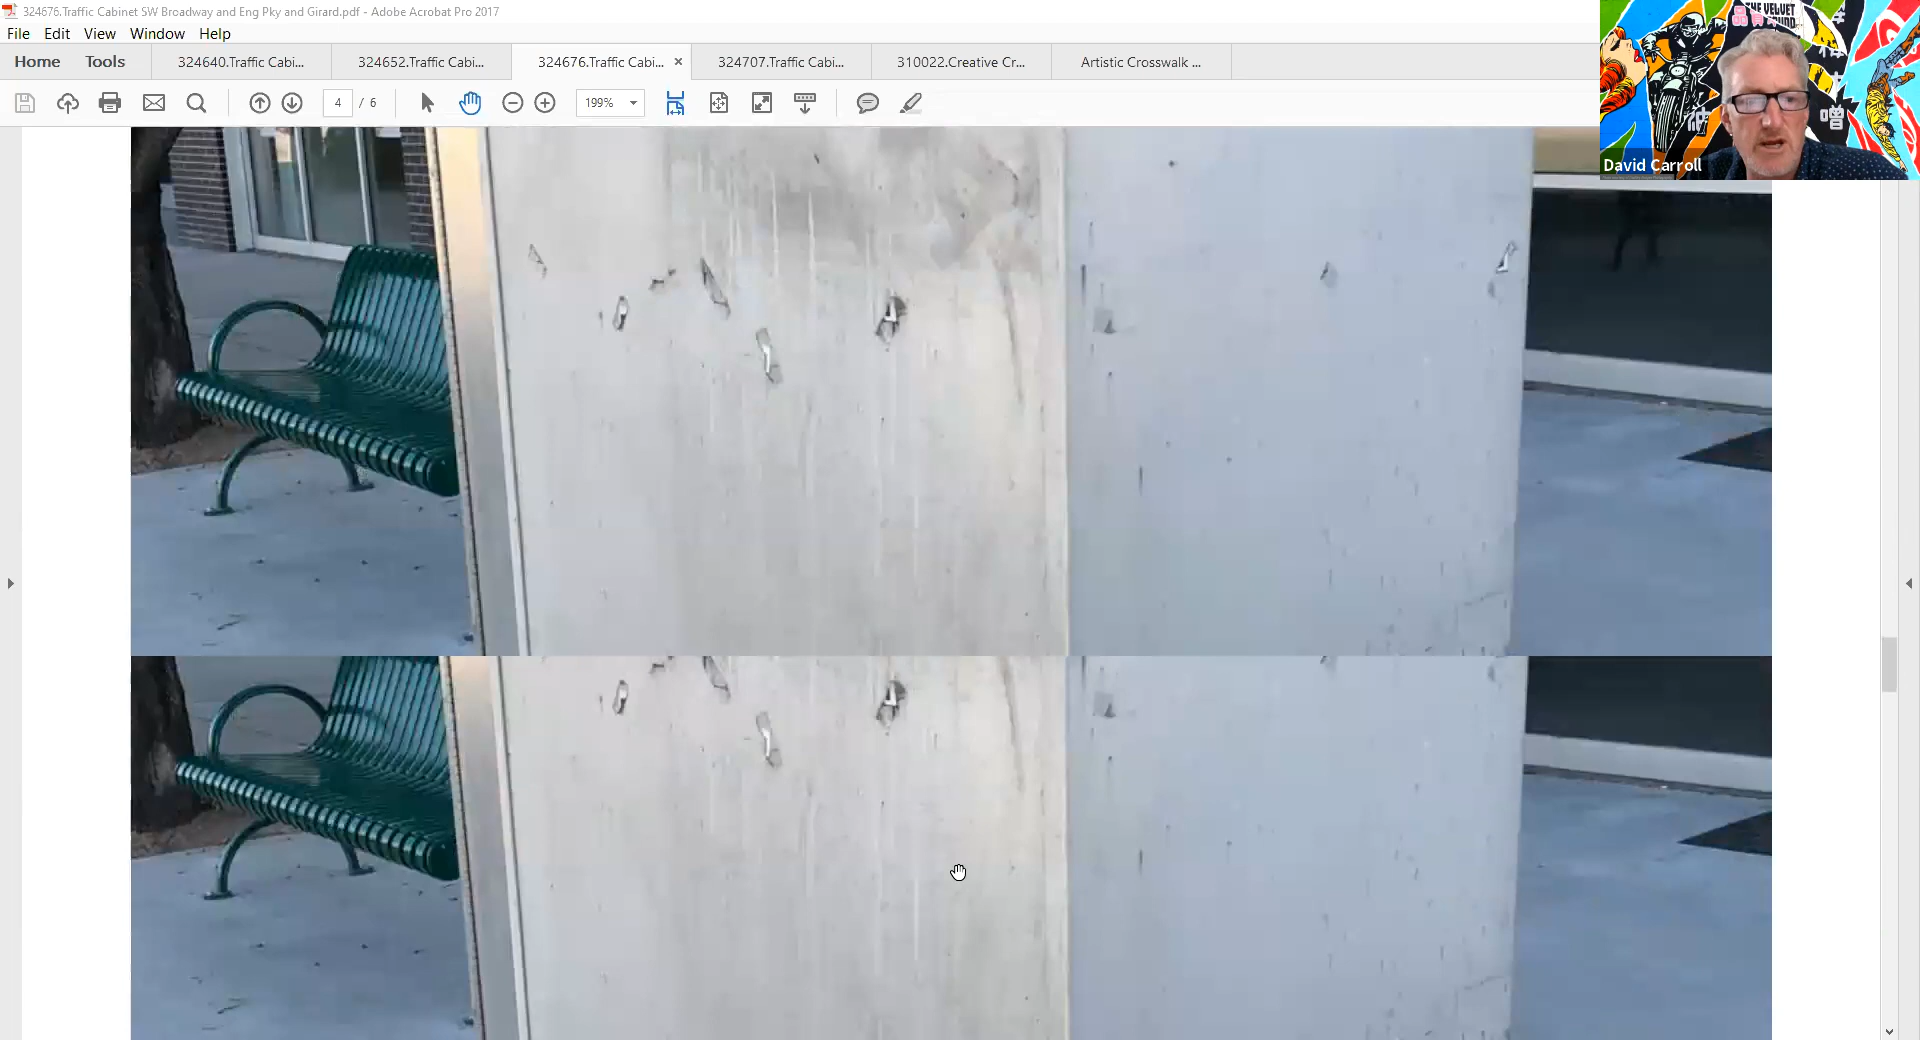 324676.Traffic Cabinet SW Broadway and Eng Pky and Girard.pdf - Adobe Acrobat Pro 2017
File Edit View Window Help
Home Tools 324640.Traffic Cabi... 324652.Traffic Cabi... 324676.Traffic Cabi... × 324707.Traffic Cabi... 310022.Creative Cr... Artistic Crosswalk ...
4 / 6 199%
THE VELVET
David Carroll